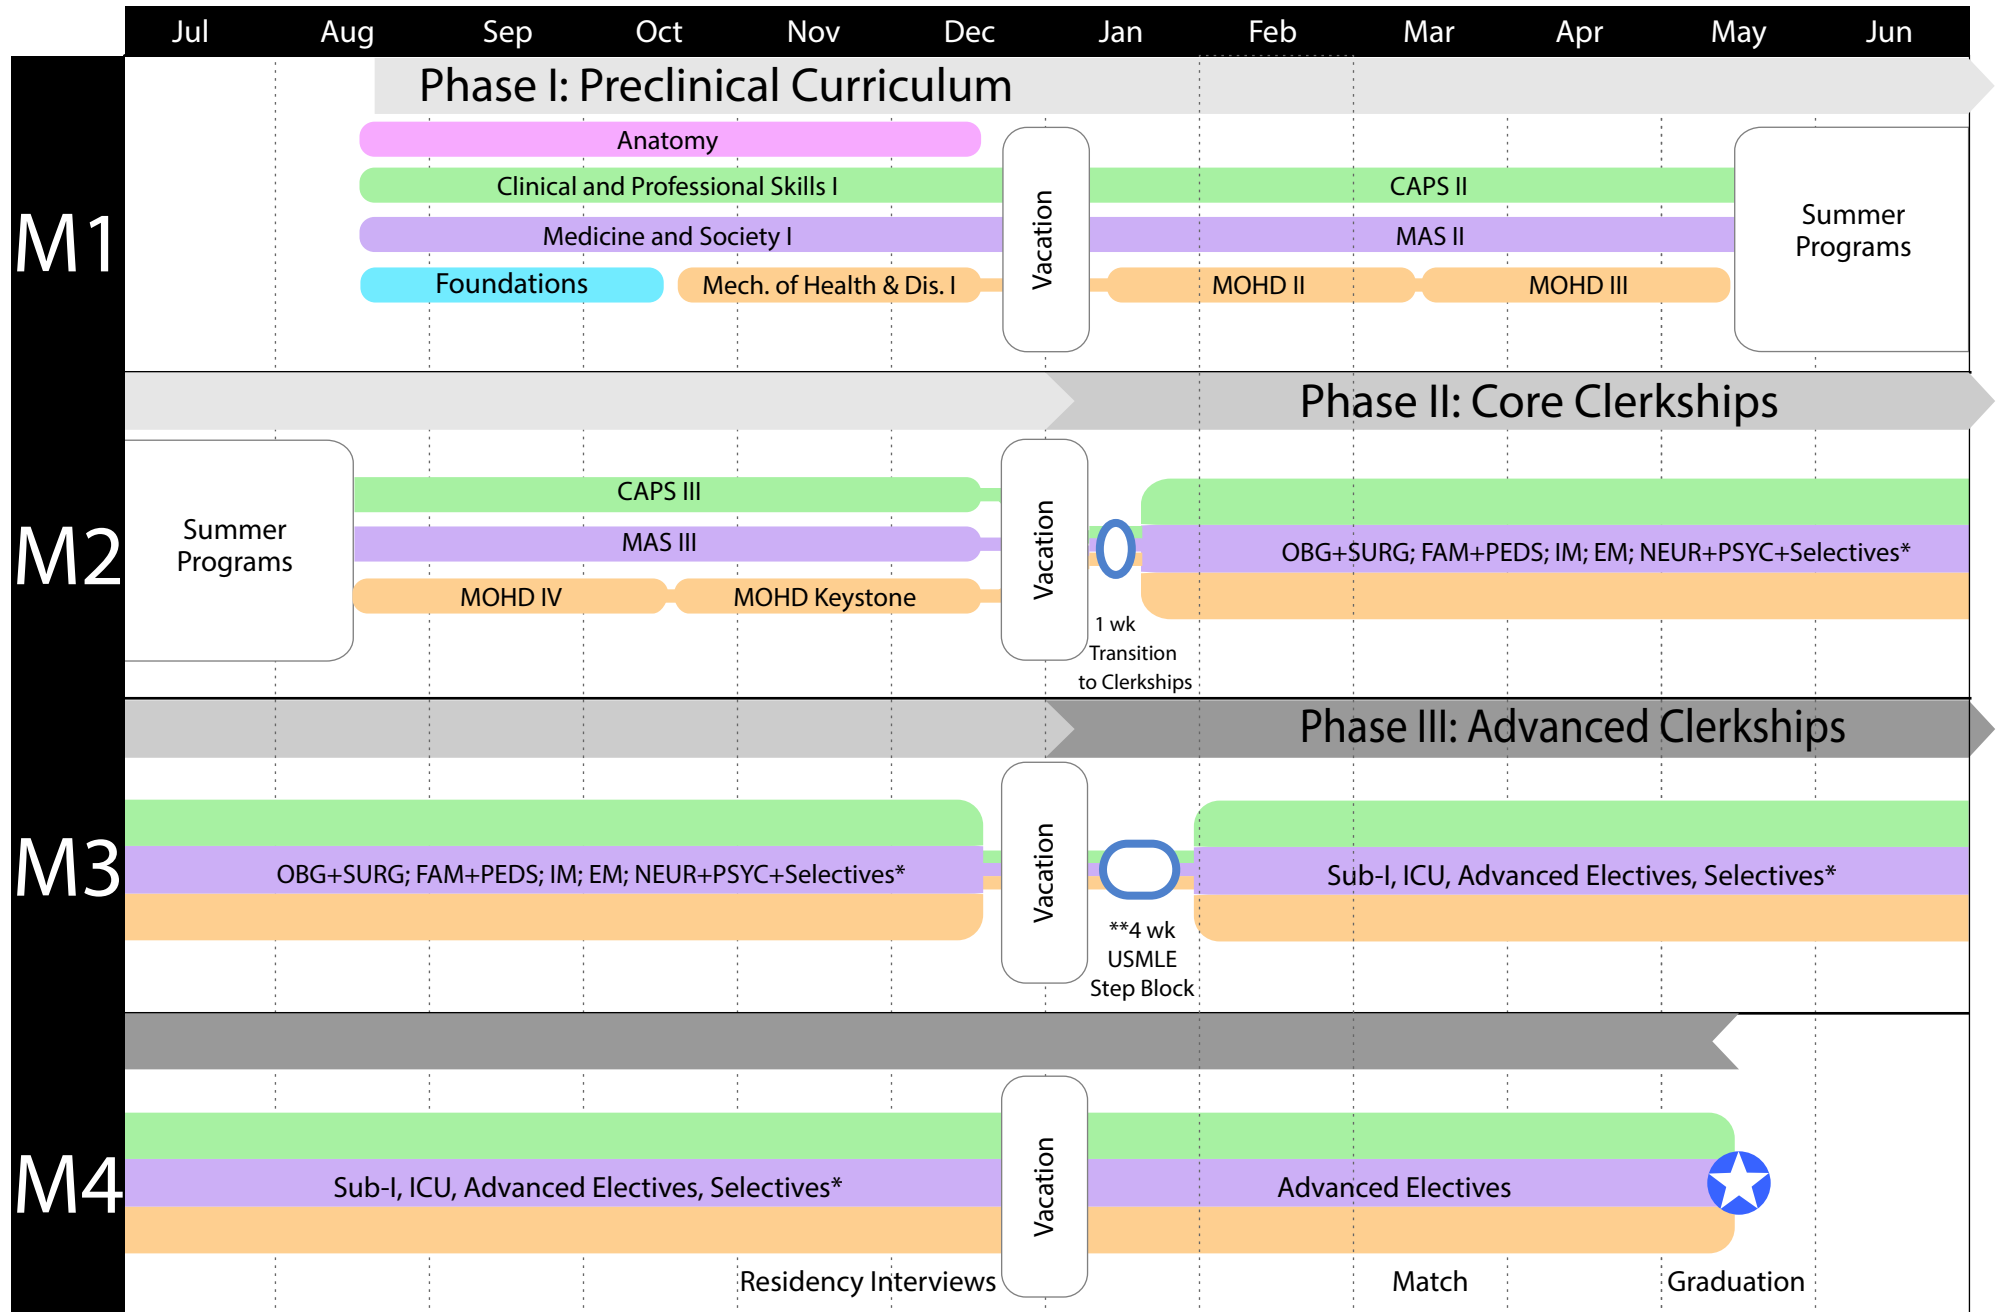 Jul Aug Sep Oct Nov Dec Jan Feb Mar Apr May Jun
M1
Phase I: Preclinical Curriculum
Anatomy
Clinical and Professional Skills I
CAPS II
Medicine and Society I
MAS II
Foundations
Mech. of Health & Dis. I
MOHD II
MOHD III
Vacation
Summer
Programs
M2
Phase II: Core Clerkships
Summer
Programs
CAPS III
MAS III
MOHD IV
MOHD Keystone
Vacation
1 wk
Transition
to Clerkships
OBG+SURG; FAM+PEDS; IM; EM; NEUR+PSYC+Selectives*
M3
Phase III: Advanced Clerkships
OBG+SURG; FAM+PEDS; IM; EM; NEUR+PSYC+Selectives*
Vacation
**4 wk
USMLE
Step Block
Sub-I, ICU, Advanced Electives, Selectives*
M4
Sub-I, ICU, Advanced Electives, Selectives*
Vacation
Advanced Electives
Residency Interviews
Match
Graduation